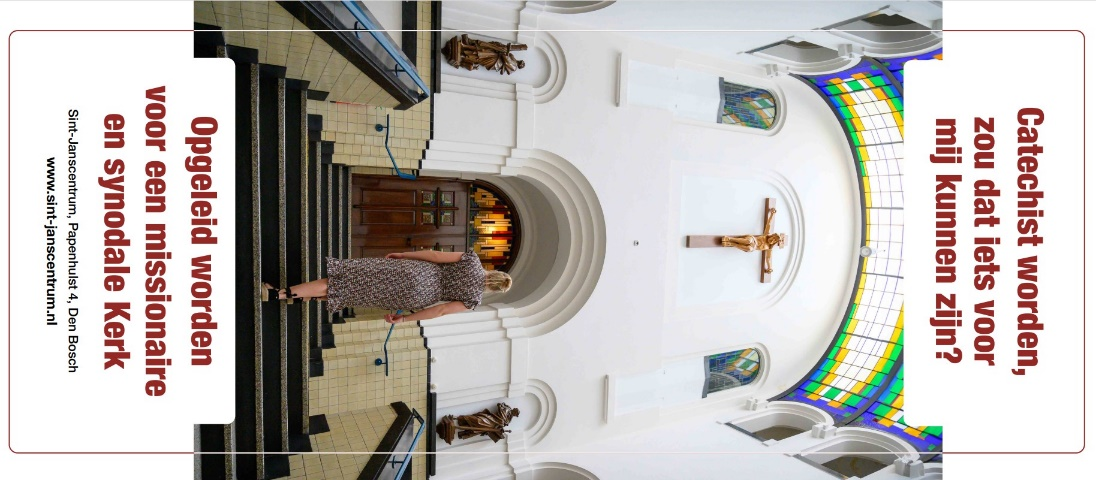 Catechist worden,
zou dat iets voor
mij kunnen zijn?
Opgeleid worden
voor een missionaire
en synodale Kerk
Sint-Janscentrum, Papenhulst 4, Den Bosch
www.sint-janscentrum.nl